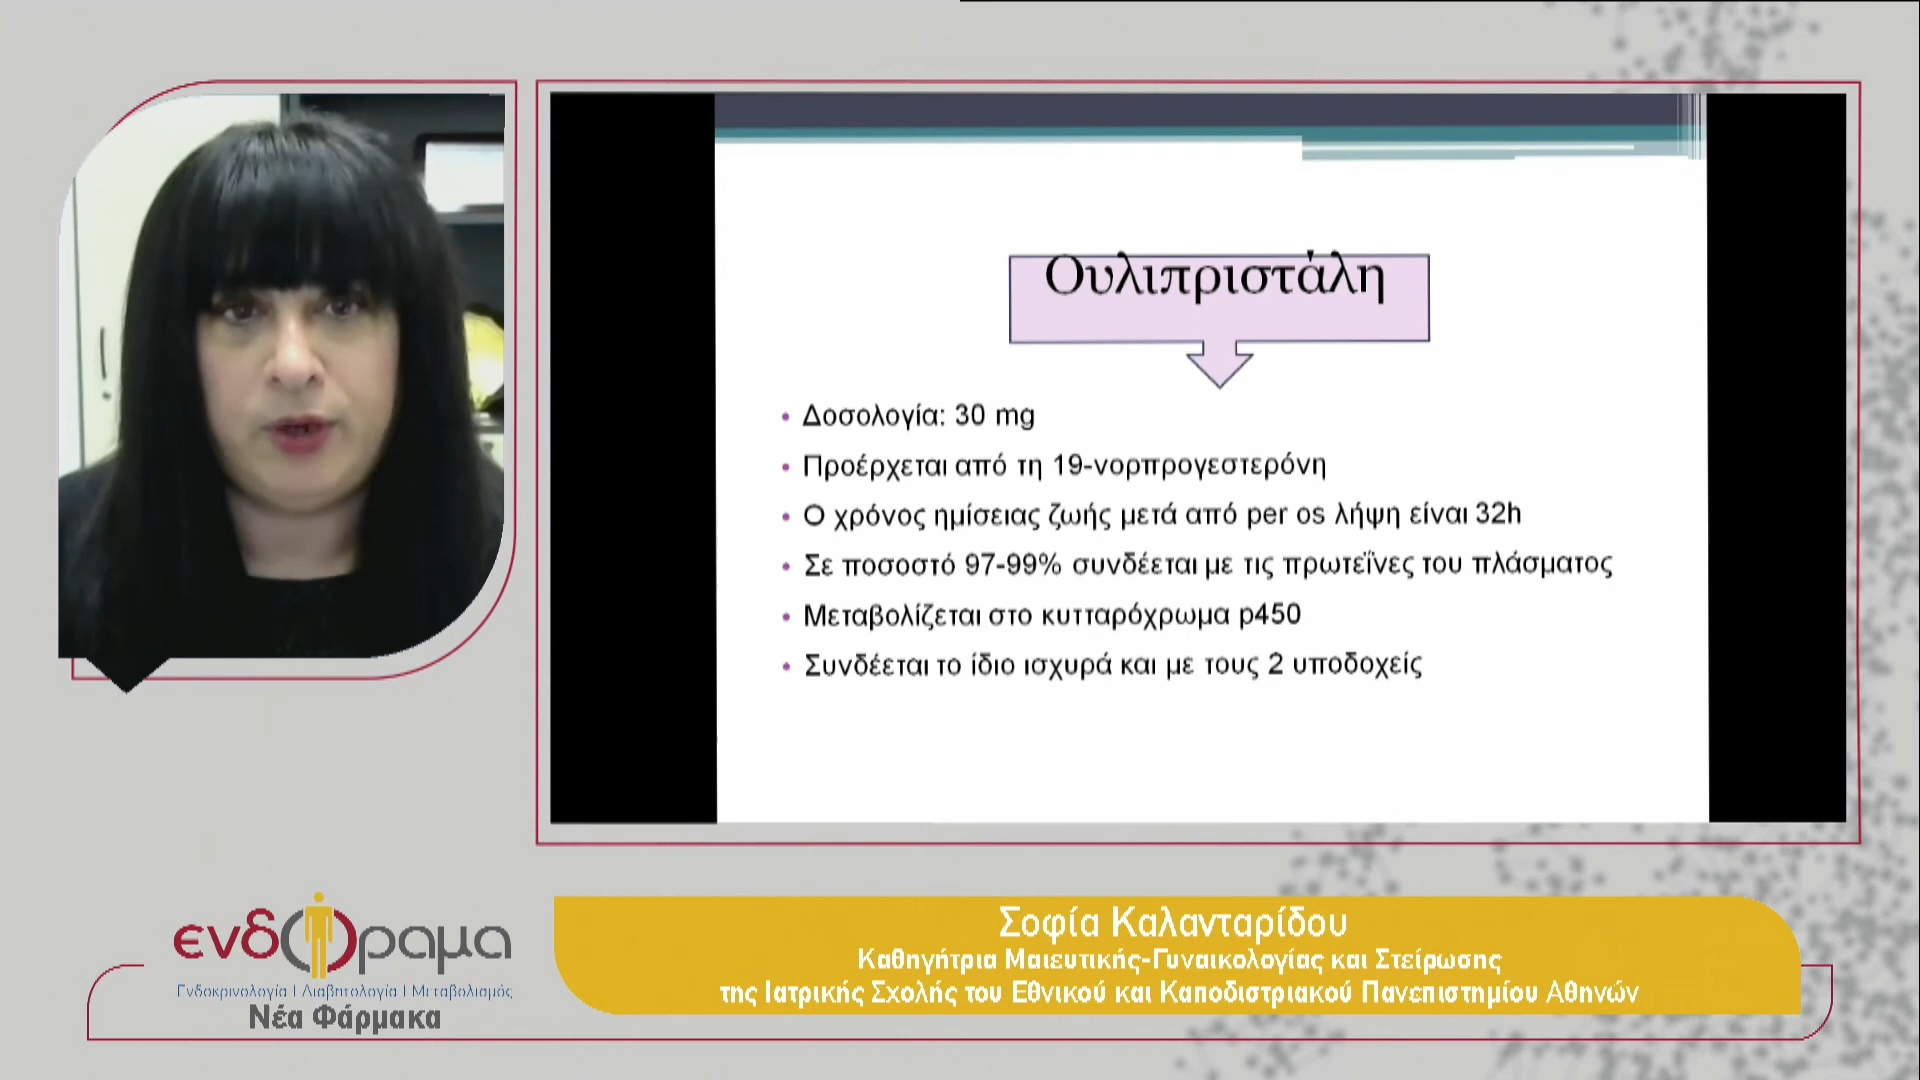 Ουλιπριστάλη
• Δοσολογία: 30 mg
• Προέρχεται από τη 19-νορπρογεστερόνη
• Ο χρόνος ημίσειας ζωής μετά από per os λήψη είναι 32h
• Σε ποσοστό 97-99% συνδέεται με τις πρωτεΐνες του πλάσματος
• Μεταβολίζεται στο κυτταρόχρωμα p450
• Συνδέεται το ίδιο ισχυρά και με τους 2 υποδοχείς
ενδόραμα
Ενδοκρινολογία | Διαβητολογία | Μεταβολισμός
Νέα Φάρμακα
Σοφία Καλανταρίδου
Καθηγήτρια Μαιευτικής-Γυναικολογίας και Στείρωσης
της Ιατρικής Σχολής του Εθνικού και Καποδιστριακού Πανεπιστημίου Αθηνών